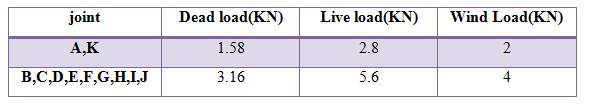 joint Dead load(KN) Live load(KN) Wind Load(KN)
A,K 1.58 2.8 2
B,C,D,E,F,G,H,I,J 3.16 5.6 4